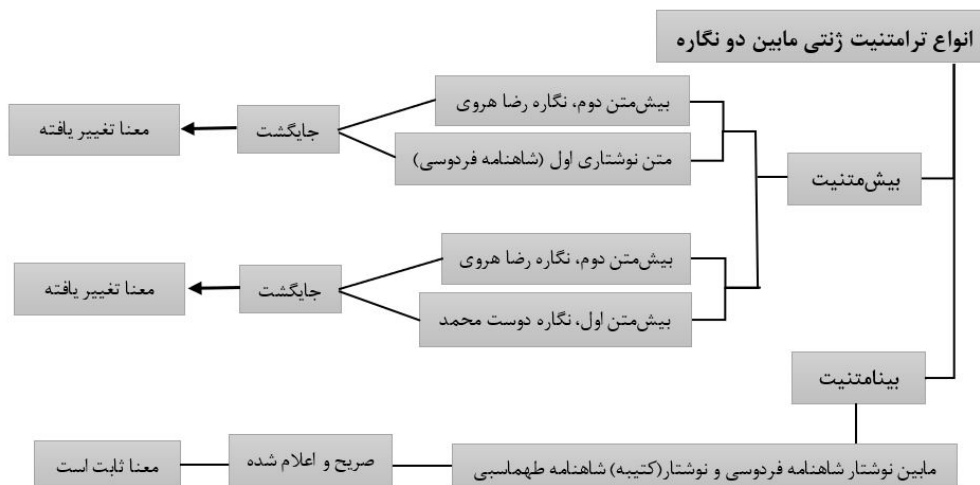 انواع ترامتنیت ژنتی مابین دو نگاره
بیش‌متن دوم، نگاره رضا هروی
جایگشت
معنا تغییر یافته
متن نوشتاری اول (شاهنامه فردوسی)
بیش‌متنیت
بیش‌متن دوم، نگاره رضا هروی
جایگشت
معنا تغییر یافته
بیش‌متن اول، نگاره دوست محمد
بینامتنیت
مابین نوشتار شاهنامه فردوسی و نوشتار(کتیبه) شاهنامه طهماسبی
صریح و اعلام شده
معنا ثابت است